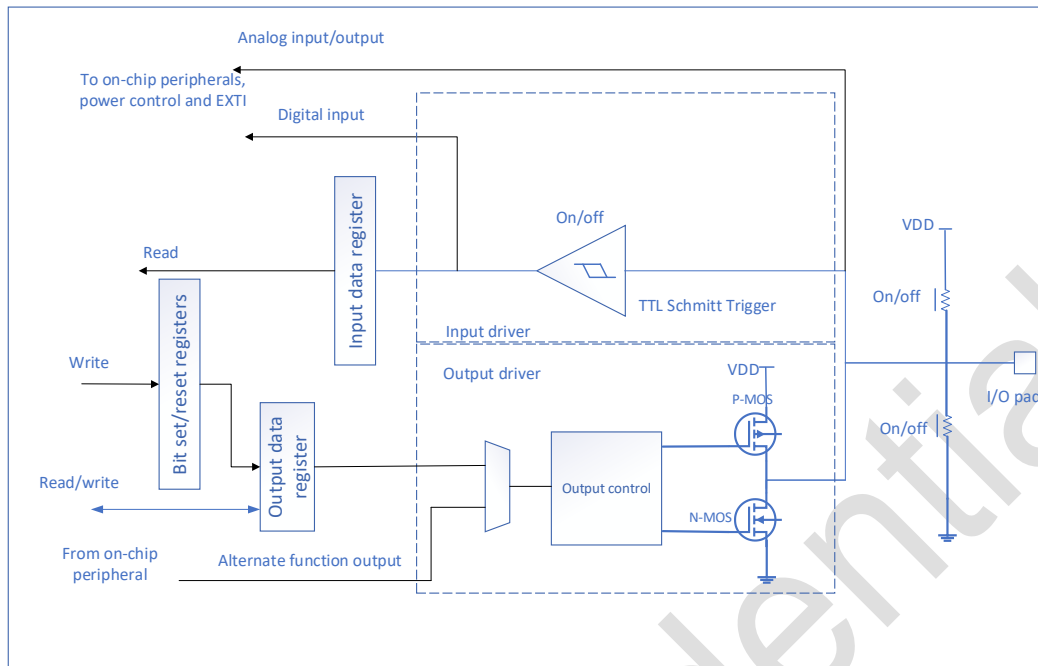 Analog input/output
To on-chip peripherals,
power control and EXTI
Digital input
On/off
Input data register
VDD
Read
On/off
TTL Schmitt Trigger
Input driver
Bit set/reset registers
Write
Output driver
VDD
P-MOS
I/O pad
On/off
Output data
register
Read/write
Output control
N-MOS
From on-chip
peripheral
Alternate function output
dential